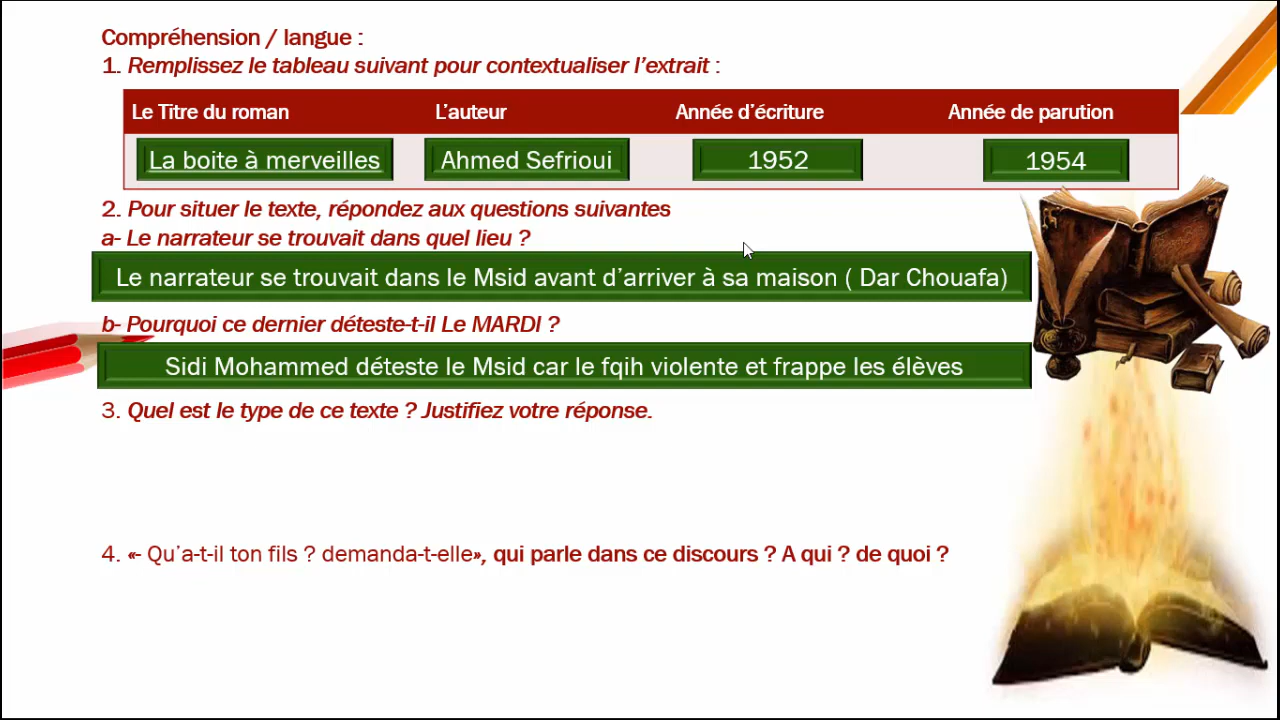 Compréhension / langue :
1. Remplissez le tableau suivant pour contextualiser l'extrait :
Le Titre du roman L'auteur Année d'écriture Année de parution
La boite à merveilles Ahmed Sefrioui 1952 1954
2. Pour situer le texte, répondez aux questions suivantes
a- Le narrateur se trouvait dans quel lieu ?
Le narrateur se trouvait dans le Msid avant d'arriver à sa maison ( Dar Chouafa)
b- Pourquoi ce dernier déteste-t-il Le MARDI ?
Sidi Mohammed déteste le Msid car le fqih violente et frappe les élèves
3. Quel est le type de ce texte ? Justifiez votre réponse.
4. «- Qu'a-t-il ton fils ? demanda-t-elle», qui parle dans ce discours ? A qui ? de quoi ?